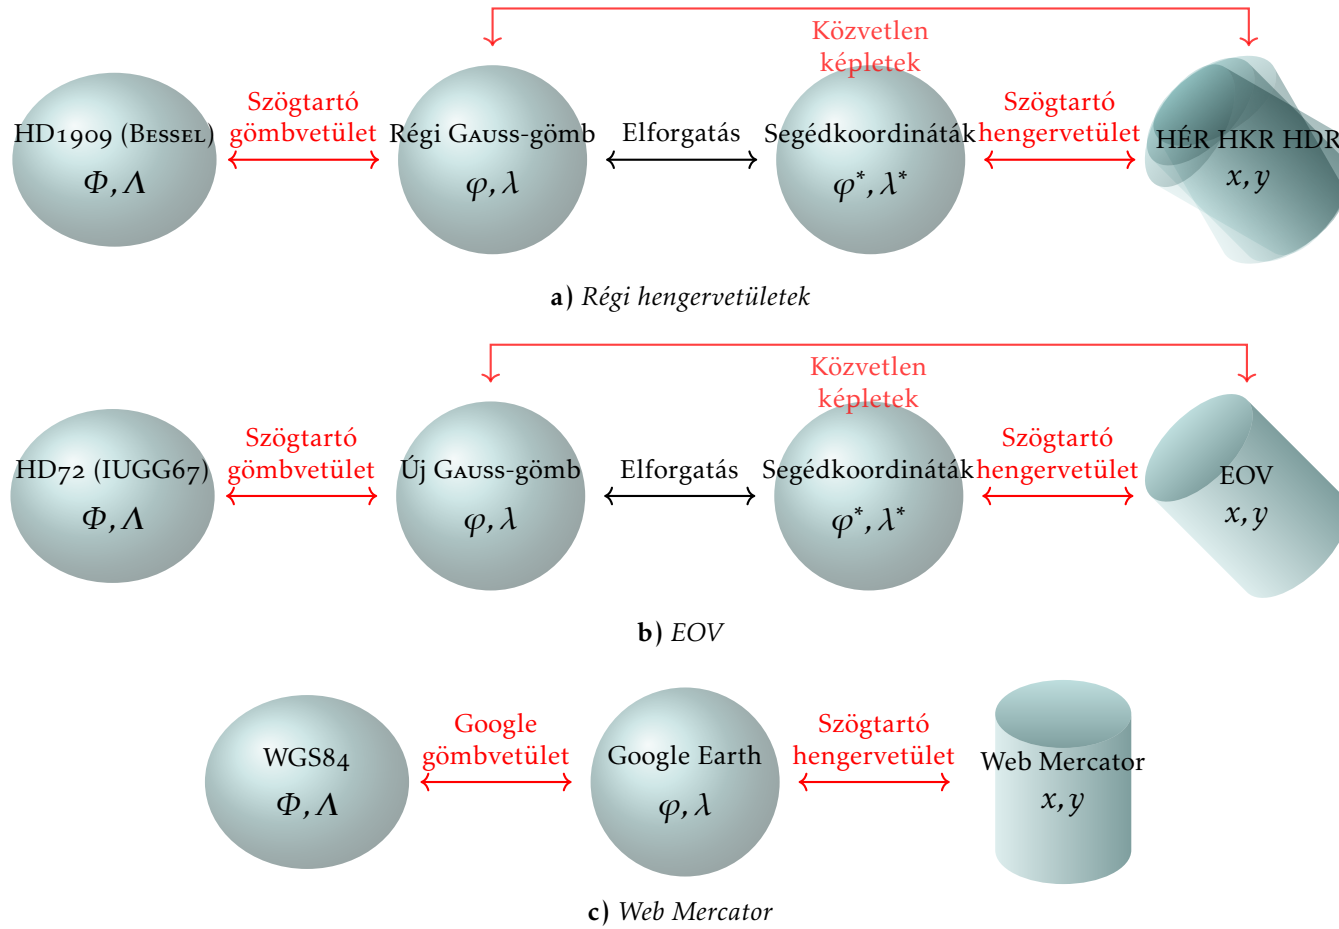 Közvetlen
képletek
HD1909 (Bessel)
Φ, Λ
Szögtartó
gömbvetület
Régi Gauss-gömb
φ, λ
Elforgatás
Segédkoordináták
φ*, λ*
Szögtartó
hengervetület
HÉR HKR HDR
x, y
a) Régi hengervetületek
Közvetlen
képletek
HD72 (IUGG67)
Φ, Λ
Szögtartó
gömbvetület
Új Gauss-gömb
φ, λ
Elforgatás
Segédkoordináták
φ*, λ*
Szögtartó
hengervetület
EOV
x, y
b) EOV
WGS84
Φ, Λ
Google
gömbvetület
Google Earth
φ, λ
Szögtartó
hengervetület
Web Mercator
x, y
c) Web Mercator